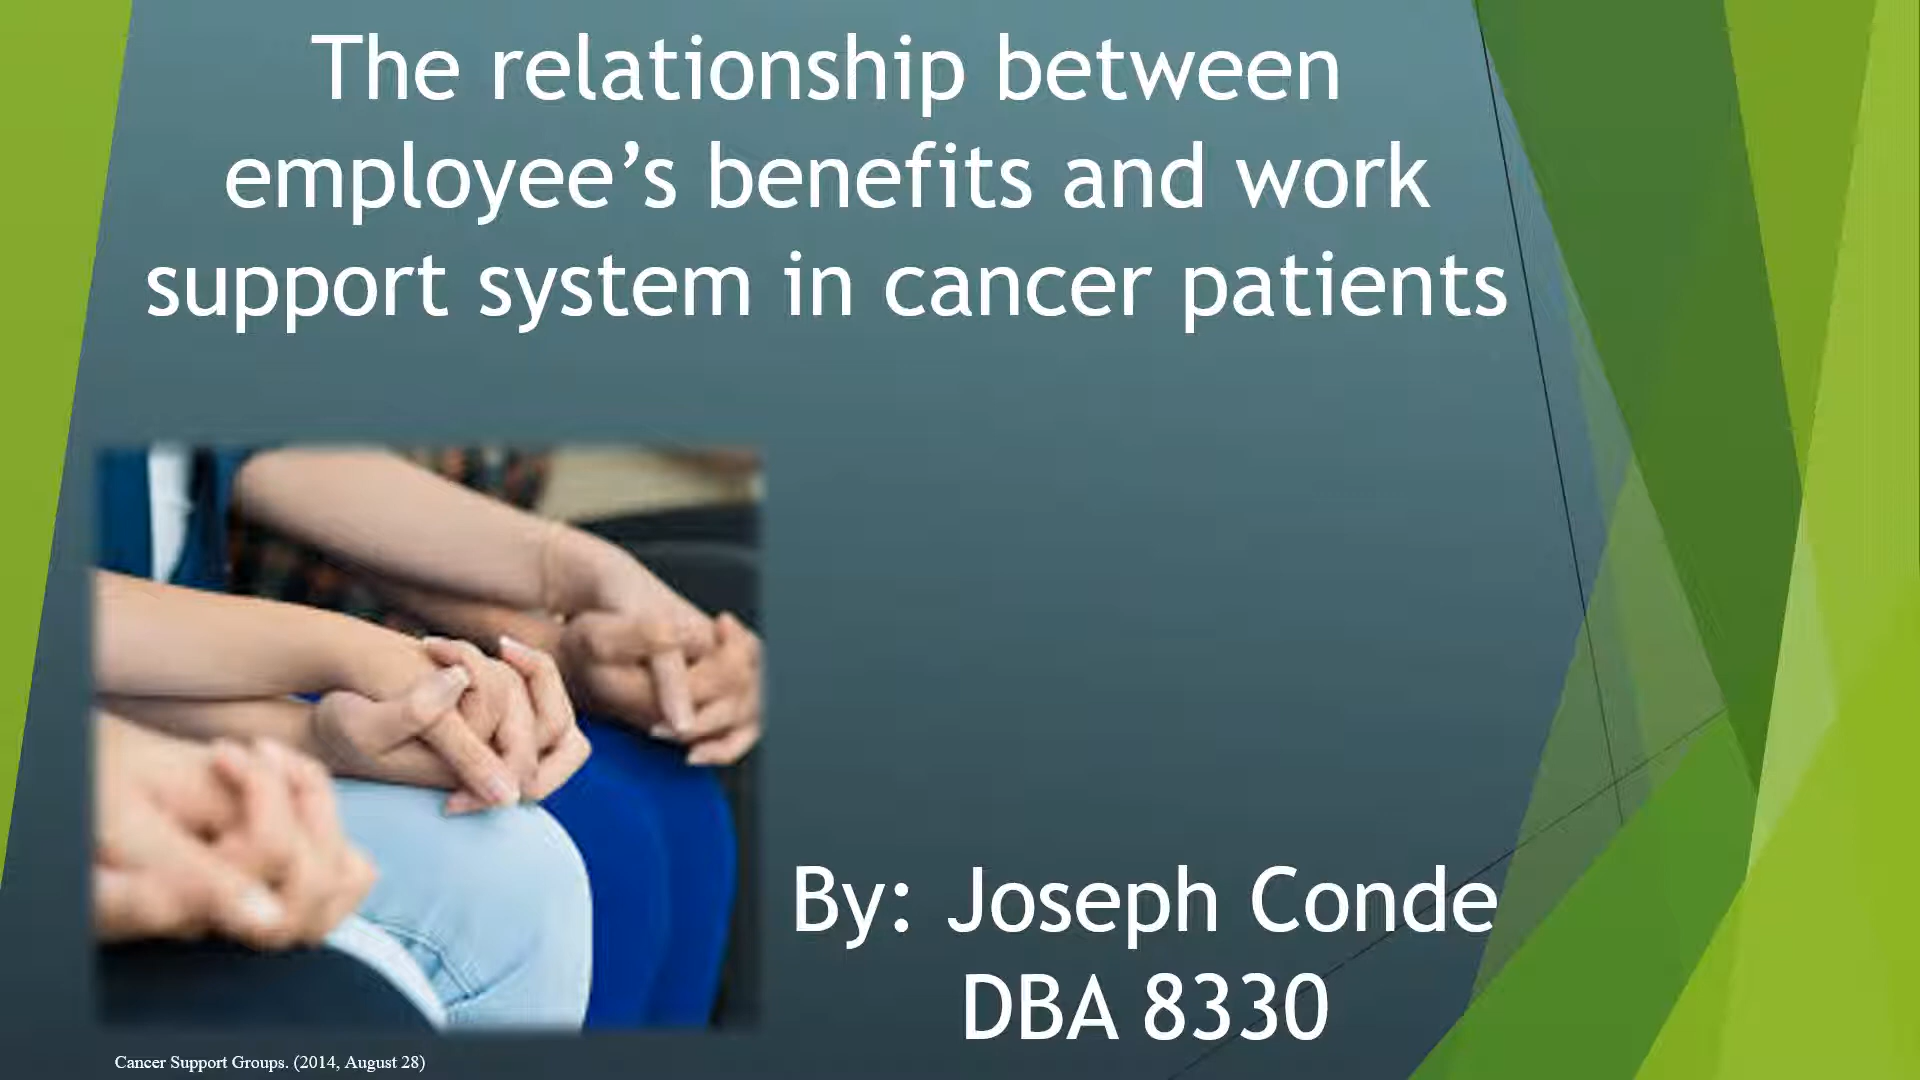 The relationship between
employee’s benefits and work
support system in cancer patients
By: Joseph Conde
DBA 8330
Cancer Support Groups. (2014, August 28)